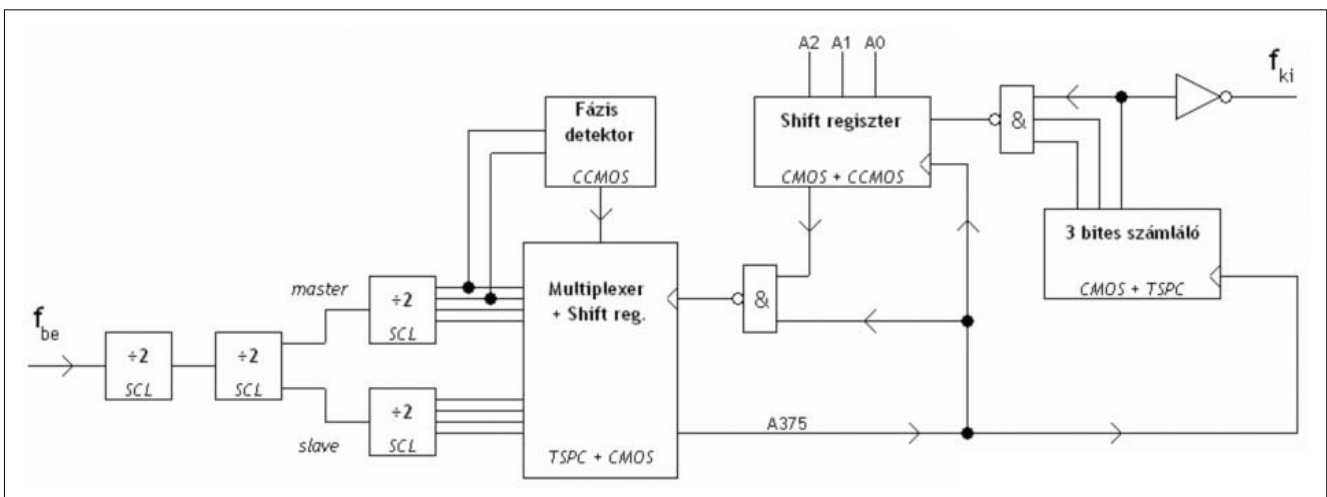 A2 A1 A0
f_ki
Fázis
detektor
CCMOS
Shift regiszter
CMOS + CCMOS
&
3 bites számláló
CMOS + TSPC
master
÷2
SCL
Multiplexer
+ Shift reg.
&
f_be
÷2
SCL
÷2
SCL
÷2
SCL
slave
A375
TSPC + CMOS